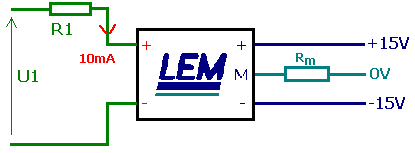 R1
10mA
U1
+
-
LEM
+
M
-
+15V
Rm
0V
-15V